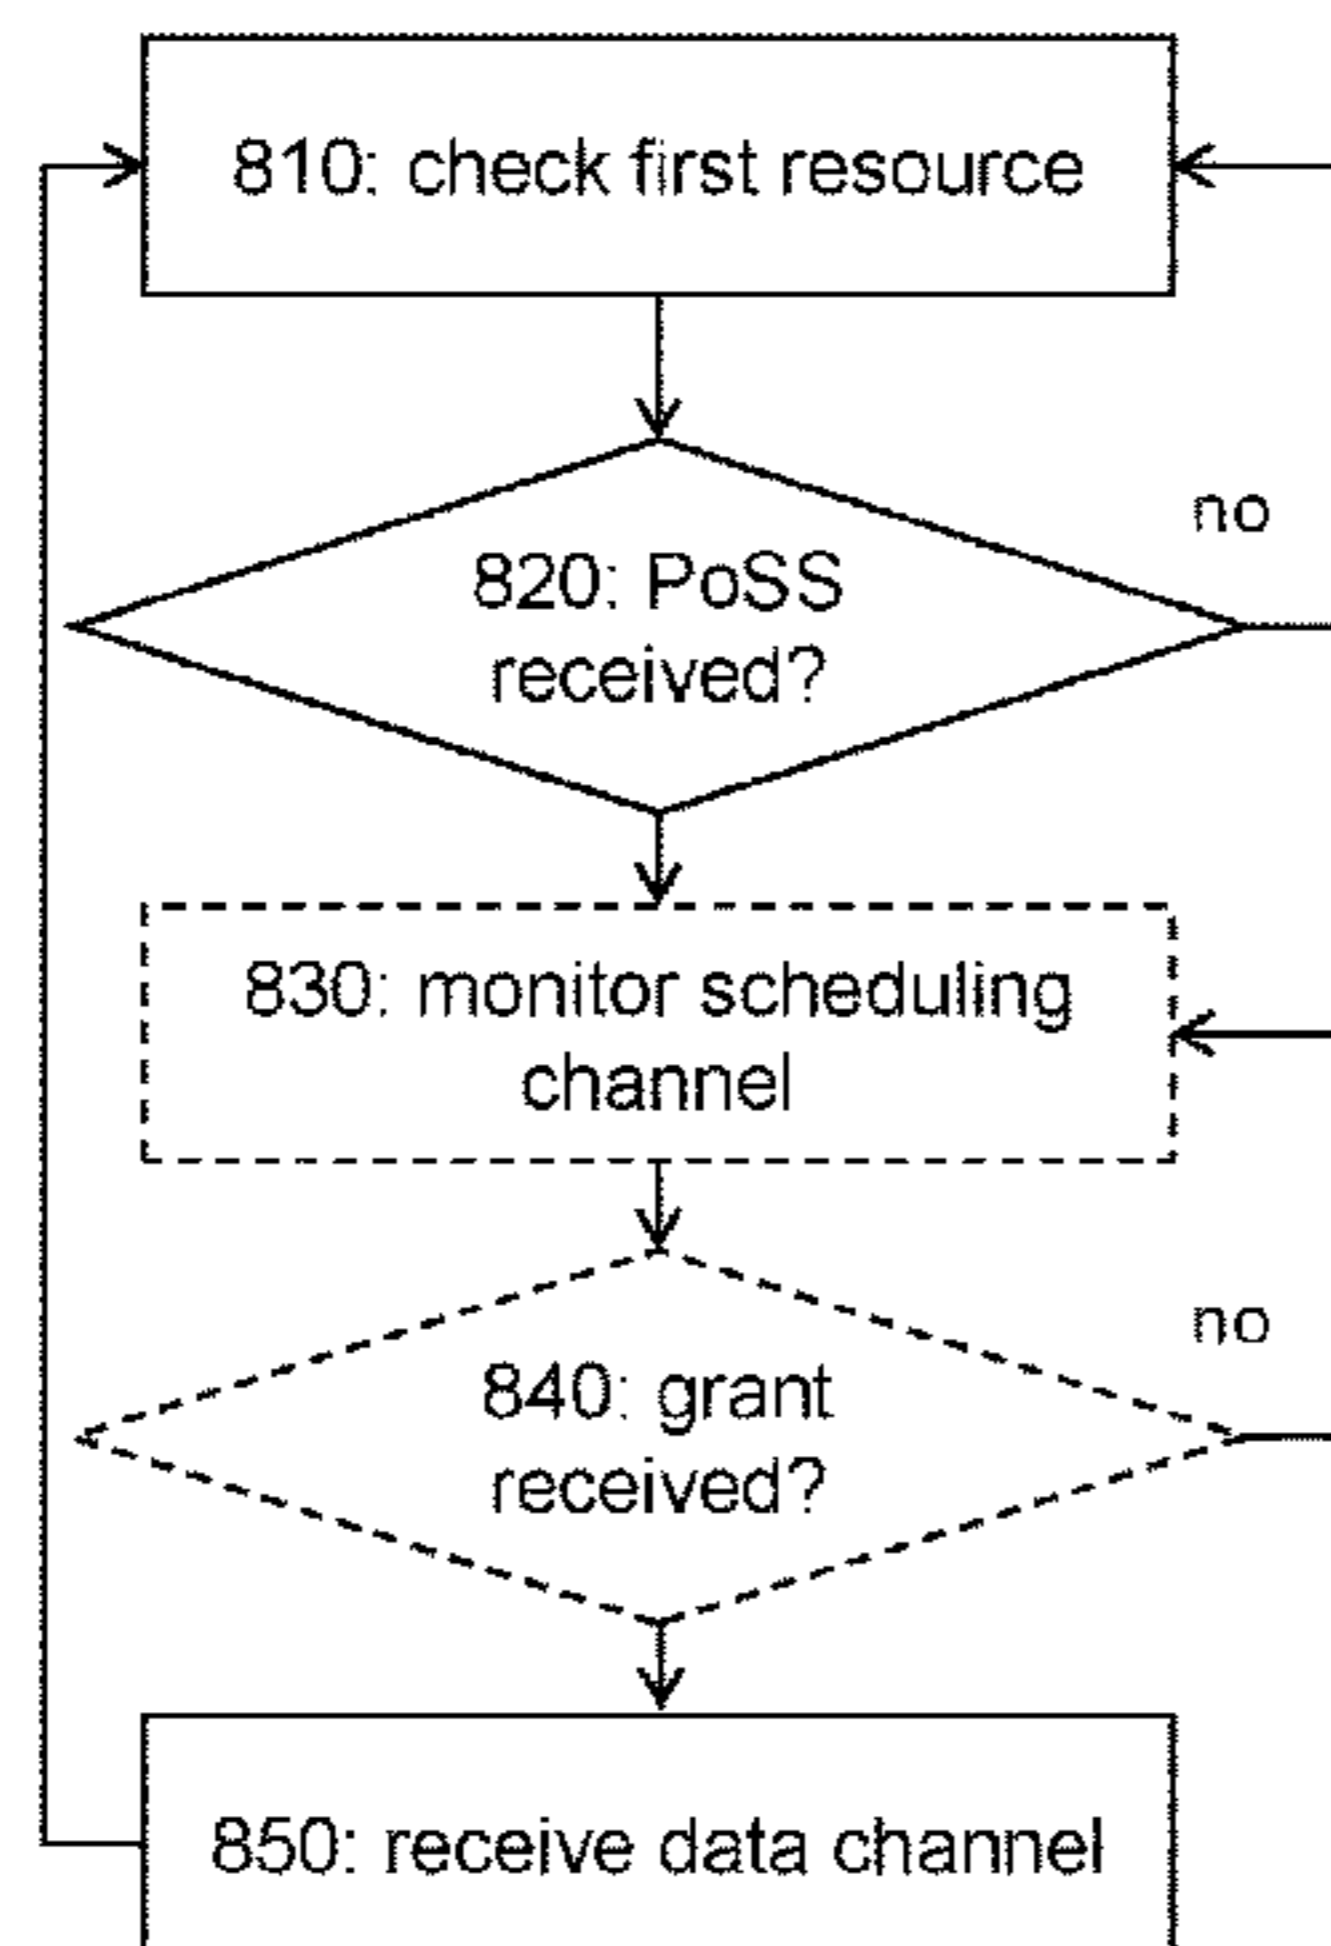 810: check first resource
no
820: PoSS
received?
830: monitor scheduling
channel
no
840: grant
received?
850: receive data channel